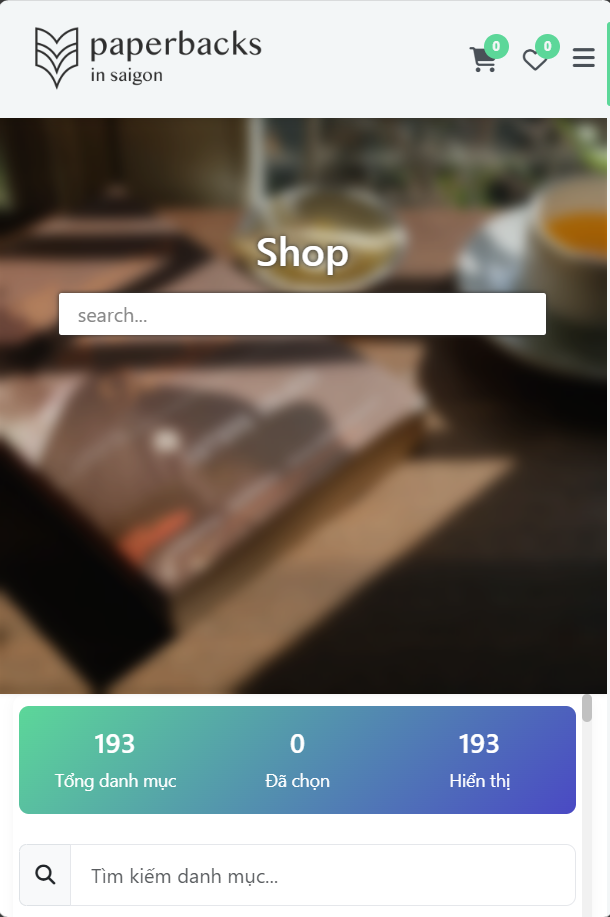 paperbacks
in saigon
0
0
Shop
search...
193
0
193
Tổng danh mục
Đã chọn
Hiển thị
Tìm kiếm danh mục...